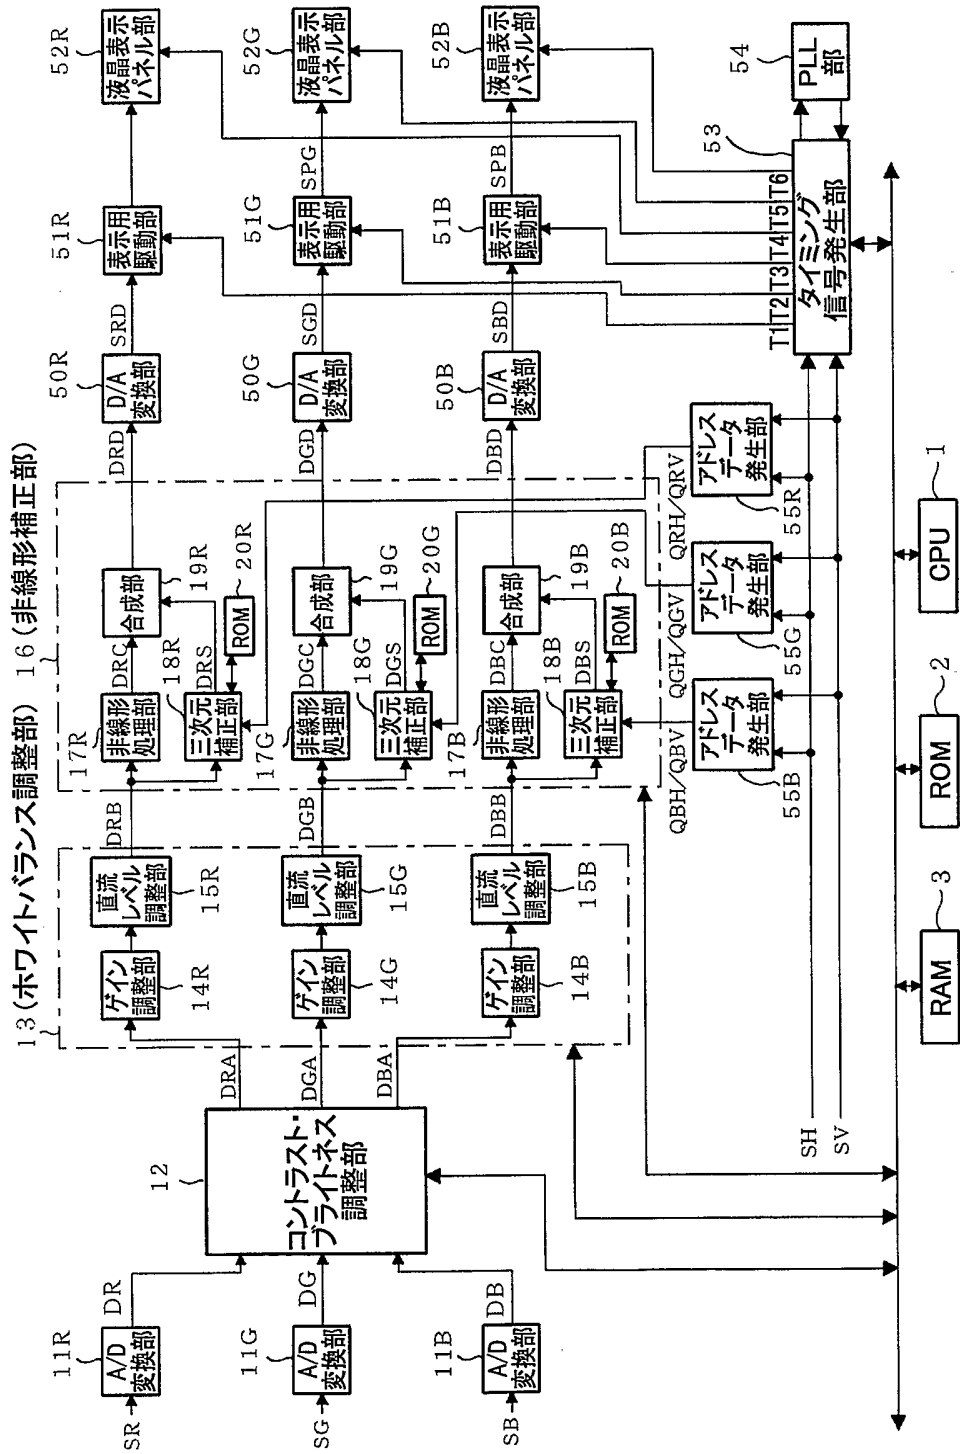 13(ホワイトバランス調整部)
16(非線形補正部)
SR
11R
A/D
変換部
DR
SG
11G
A/D
変換部
DG
SB
11B
A/D
変換部
DB
12
コントラスト・
ブライトネス
調整部
DRA
DGA
DBA
ゲイン
調整部
14R
直流
レベル
調整部
15R
DRB
ゲイン
調整部
14G
直流
レベル
調整部
15G
DGB
ゲイン
調整部
14B
直流
レベル
調整部
15B
DBB
17R
非線形
処理部
DRC
合成部
19R
18R
三次元
補正部
DRS
ROM
20R
17G
非線形
処理部
DGC
合成部
19G
18G
三次元
補正部
DGS
ROM
20G
17B
非線形
処理部
DBC
合成部
19B
18B
三次元
補正部
DBS
ROM
20B
DRD
50R
D/A
変換部
SRD
51R
表示用
駆動部
52R
液晶表示
パネル部
DGD
50G
D/A
変換部
SGD
51G
表示用
駆動部
SPG
52G
液晶表示
パネル部
DBD
50B
D/A
変換部
SBD
51B
表示用
駆動部
SPB
52B
液晶表示
パネル部
QBH/QBV
アドレス
データ
発生部
55B
QGH/QGV
アドレス
データ
発生部
55G
QRH/QRV
アドレス
データ
発生部
55R
T1 T2 T3 T4 T5 T6
タイミング
信号発生部
53
PLL
部
54
SH
SV
RAM
3
ROM
2
CPU
1